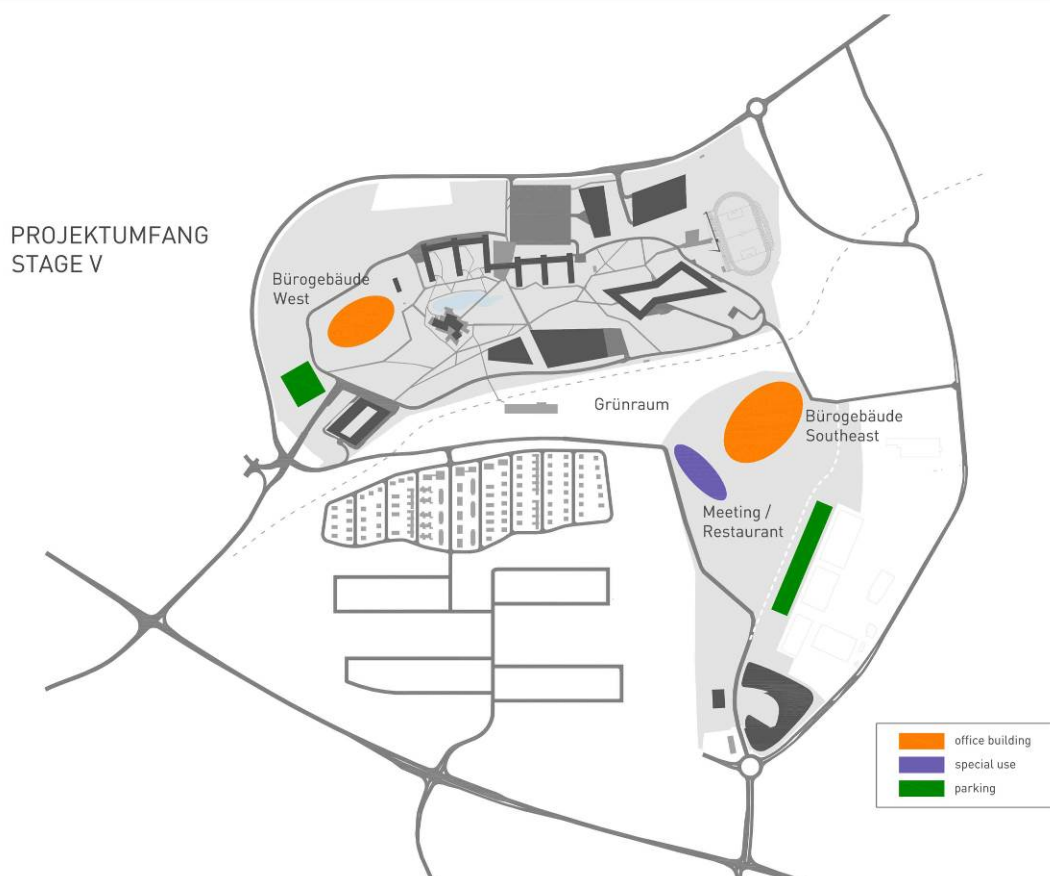 PROJEKTUMFANG
STAGE V
Bürogebäude
West
Grünraum
Bürogebäude
Southeast
Meeting /
Restaurant
office building
special use
parking